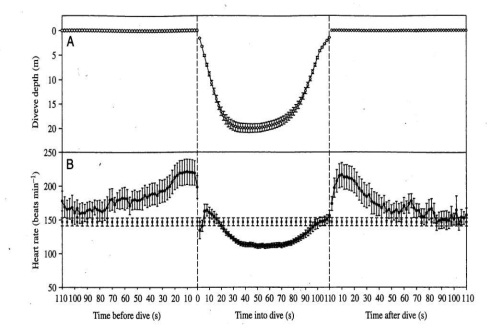 A
0
5
10
15
20
Diveve depth (m)
B
250
200
150
100
50
Heart rate (beats min⁻¹)
110 100 90 80 70 60 50 40 30 20 10 0 10 20 30 40 50 60 70 80 90 100 110 10 20 30 40 50 60 70 80 90 100 110
Time before dive (s) Time into dive (s) Time after dive (s)